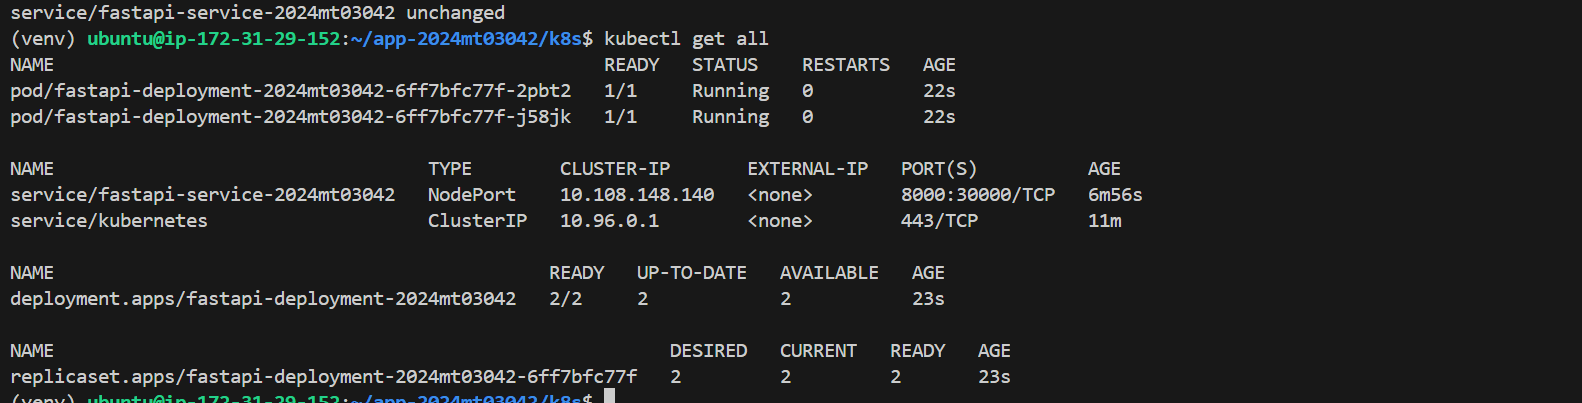 service/fastapi-service-2024mt03042 unchanged
(venv) ubuntu@ip-172-31-29-152:~/app-2024mt03042/k8s$ kubectl get all
NAME READY STATUS RESTARTS AGE
pod/fastapi-deployment-2024mt03042-6ff7bfc77f-2pbt2 1/1 Running 0 22s
pod/fastapi-deployment-2024mt03042-6ff7bfc77f-j58jk 1/1 Running 0 22s
NAME TYPE CLUSTER-IP EXTERNAL-IP PORT(S) AGE
service/fastapi-service-2024mt03042 NodePort 10.108.148.140 <none> 8000:30000/TCP 6m56s
service/kubernetes ClusterIP 10.96.0.1 <none> 443/TCP 11m
NAME READY UP-TO-DATE AVAILABLE AGE
deployment.apps/fastapi-deployment-2024mt03042 2/2 2 2 23s
NAME DESIRED CURRENT READY AGE
replicaset.apps/fastapi-deployment-2024mt03042-6ff7bfc77f 2 2 2 23s
(venv) ubuntu@ip-172-31-29-152:~/app-2024mt03042/k8s$